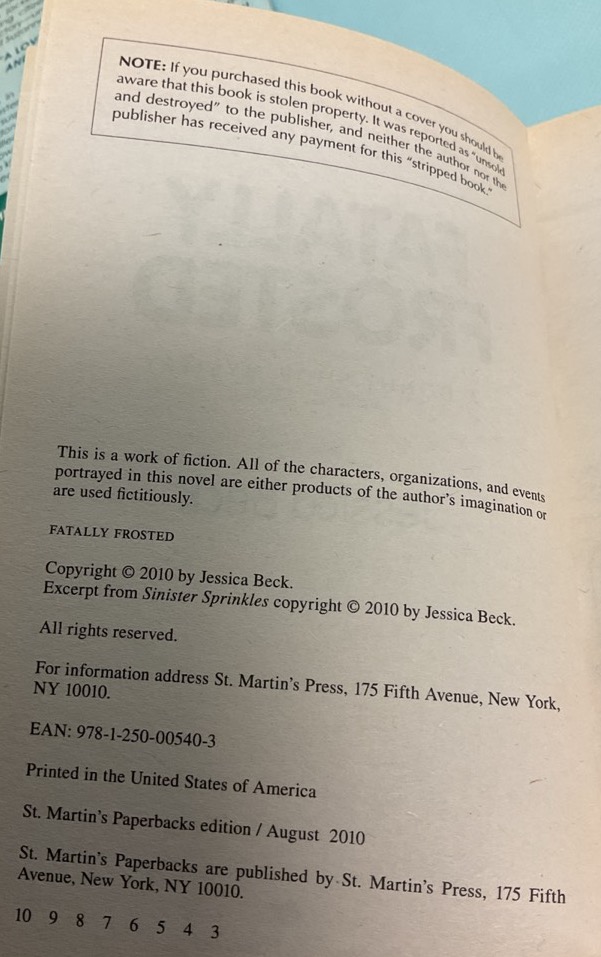 NOTE: If you purchased this book without a cover you should be
aware that this book is stolen property. It was reported as "unsold
and destroyed" to the publisher, and neither the author nor the
publisher has received any payment for this "stripped book."
FATALLY
FROSTED
This is a work of fiction. All of the characters, organizations, and events
portrayed in this novel are either products of the author's imagination or
are used fictitiously.
FATALLY FROSTED
Copyright © 2010 by Jessica Beck.
Excerpt from Sinister Sprinkles copyright © 2010 by Jessica Beck.
All rights reserved.
For information address St. Martin's Press, 175 Fifth Avenue, New York,
NY 10010.
EAN: 978-1-250-00540-3
Printed in the United States of America
St. Martin's Paperbacks edition / August 2010
St. Martin's Paperbacks are published by St. Martin's Press, 175 Fifth
Avenue, New York, NY 10010.
10 9 8 7 6 5 4 3